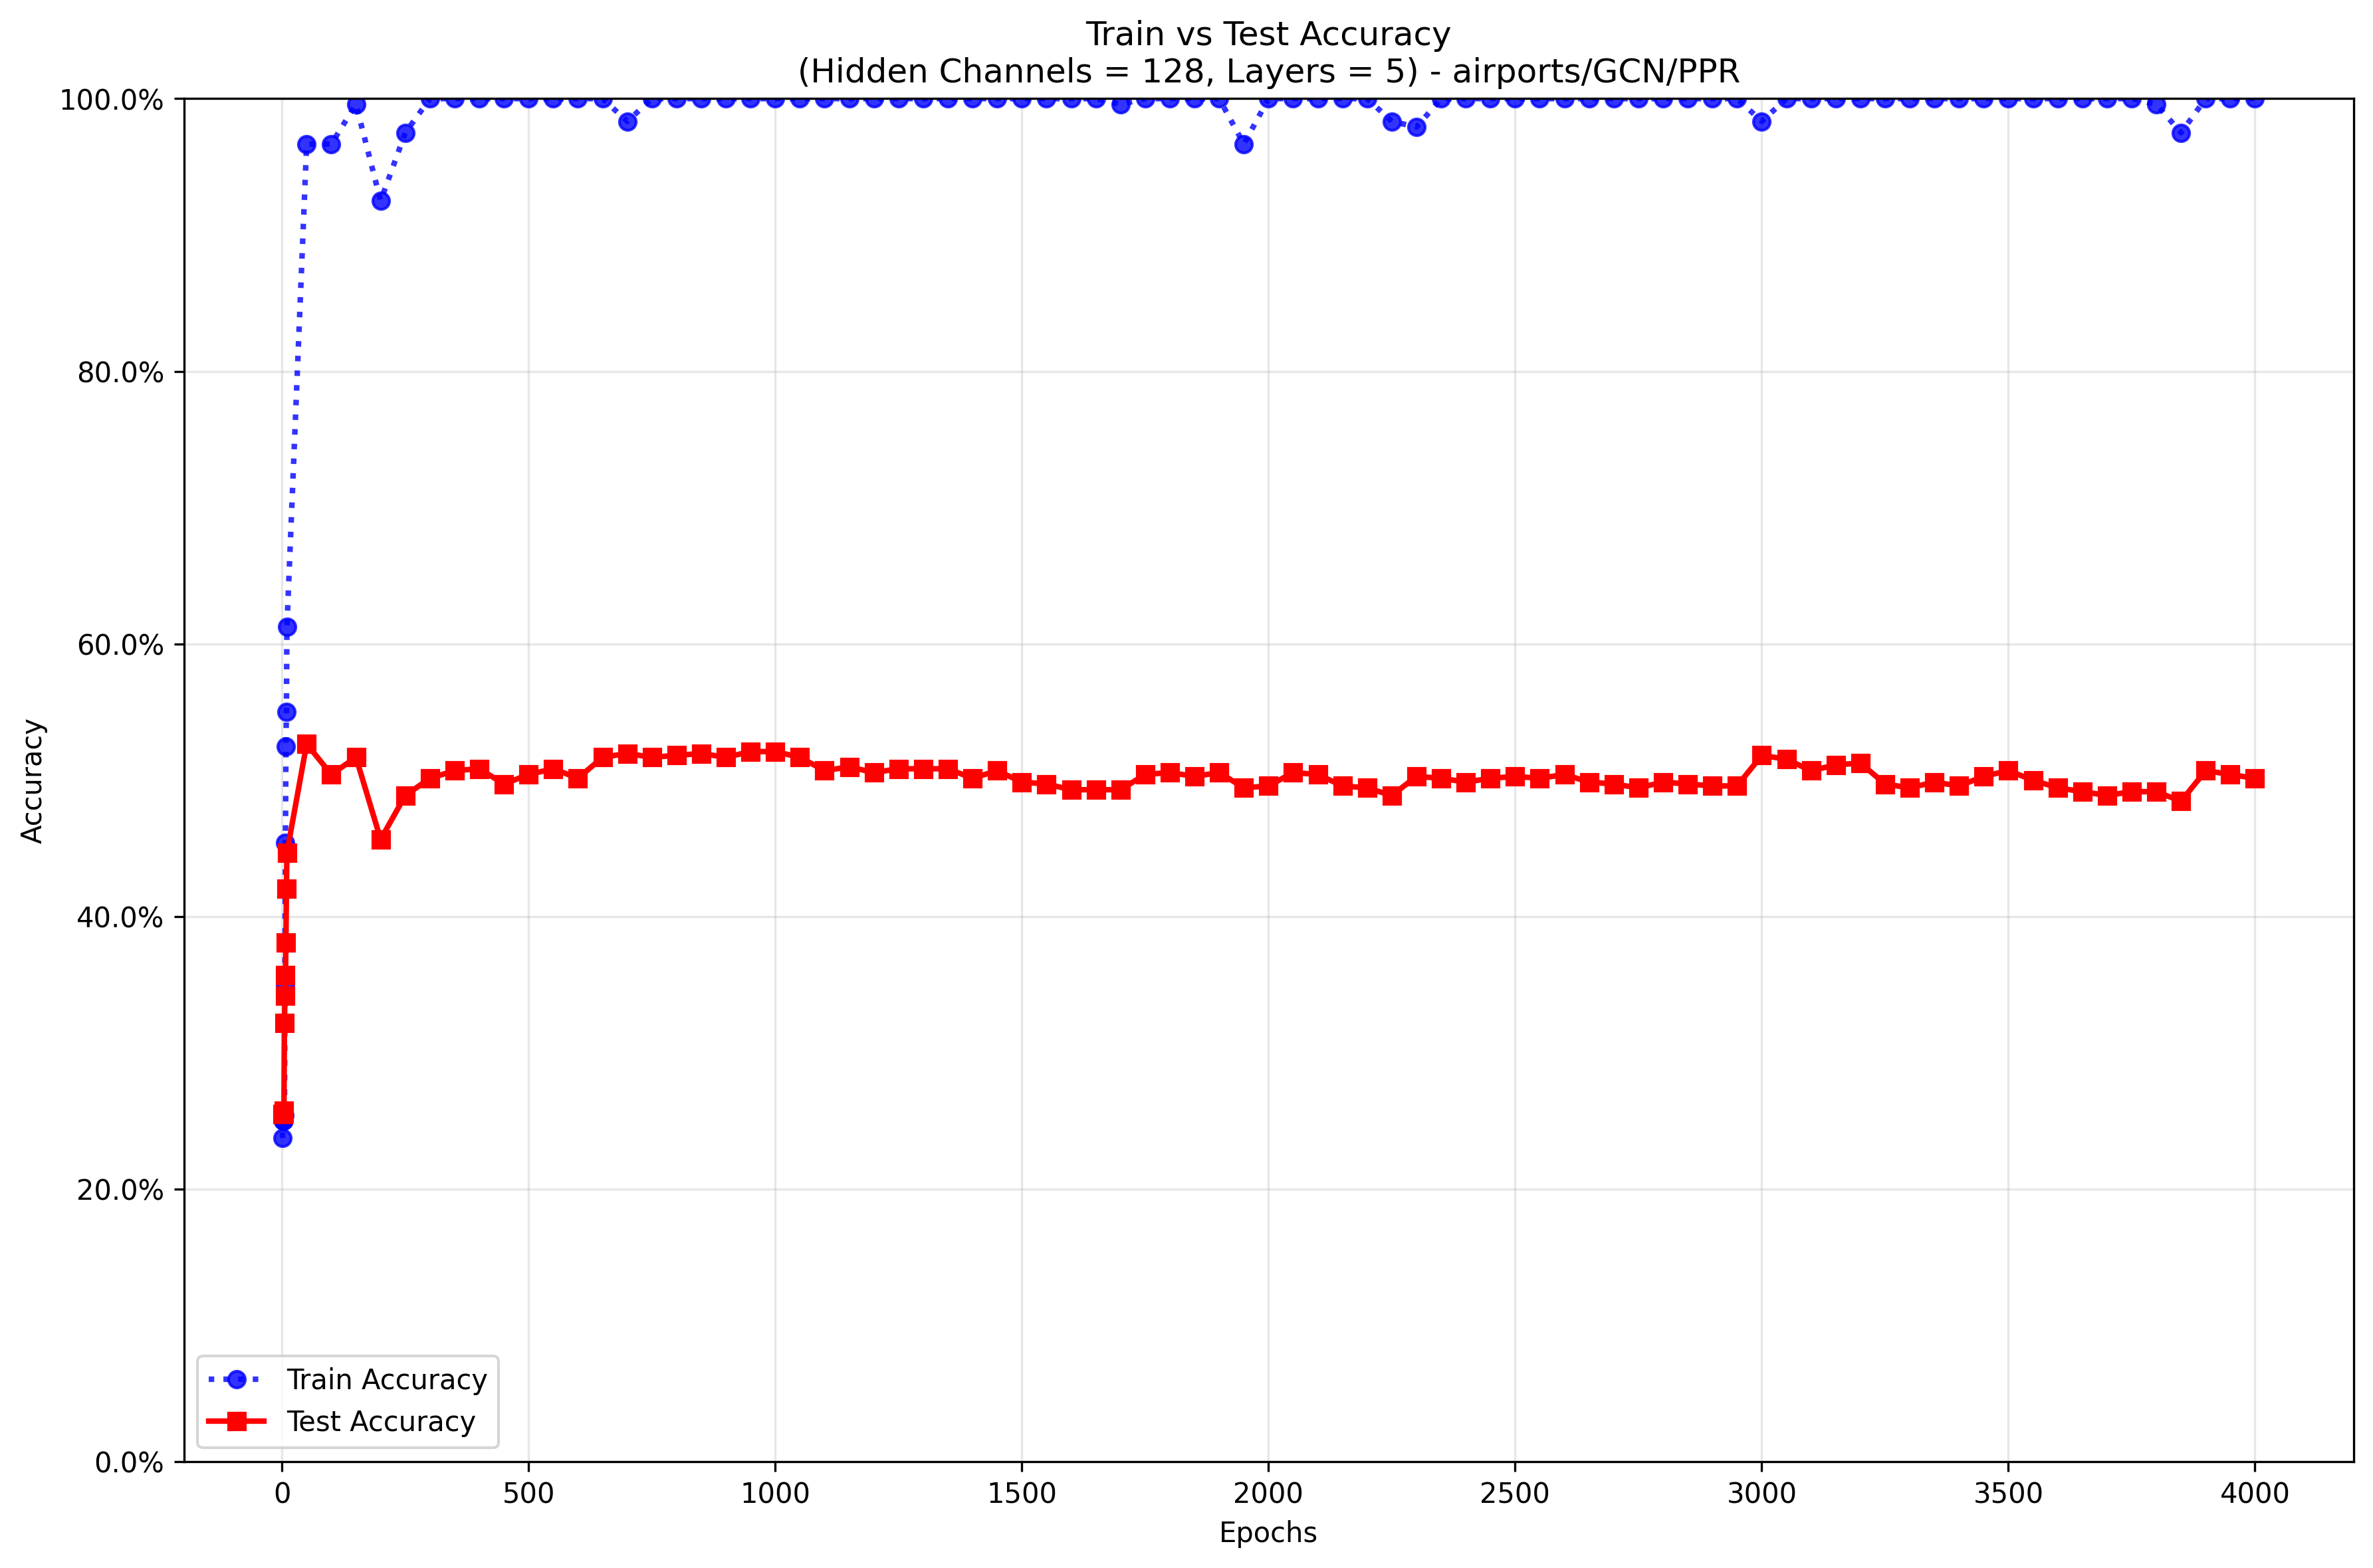 Train vs Test Accuracy
(Hidden Channels = 128, Layers = 5) - airports/GCN/PPR
100.0%
80.0%
60.0%
40.0%
20.0%
0.0%
Accuracy
Train Accuracy
Test Accuracy
0 500 1000 1500 2000 2500 3000 3500 4000
Epochs